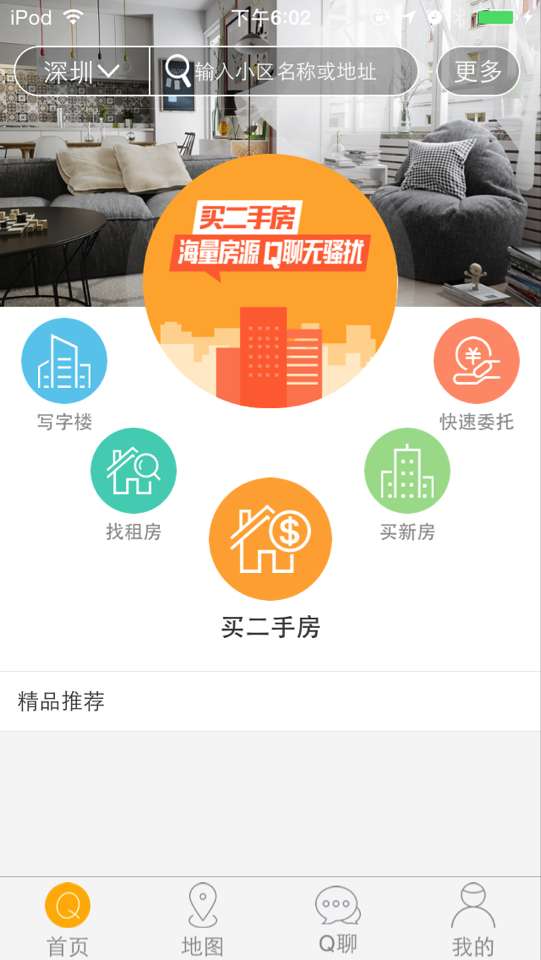 iPod 下午6:02
深圳 输入小区名称或地址 更多
买二手房
海量房源 Q聊无骚扰
写字楼
快速委托
找租房
买新房
买二手房
精品推荐
首页 地图 Q聊 我的